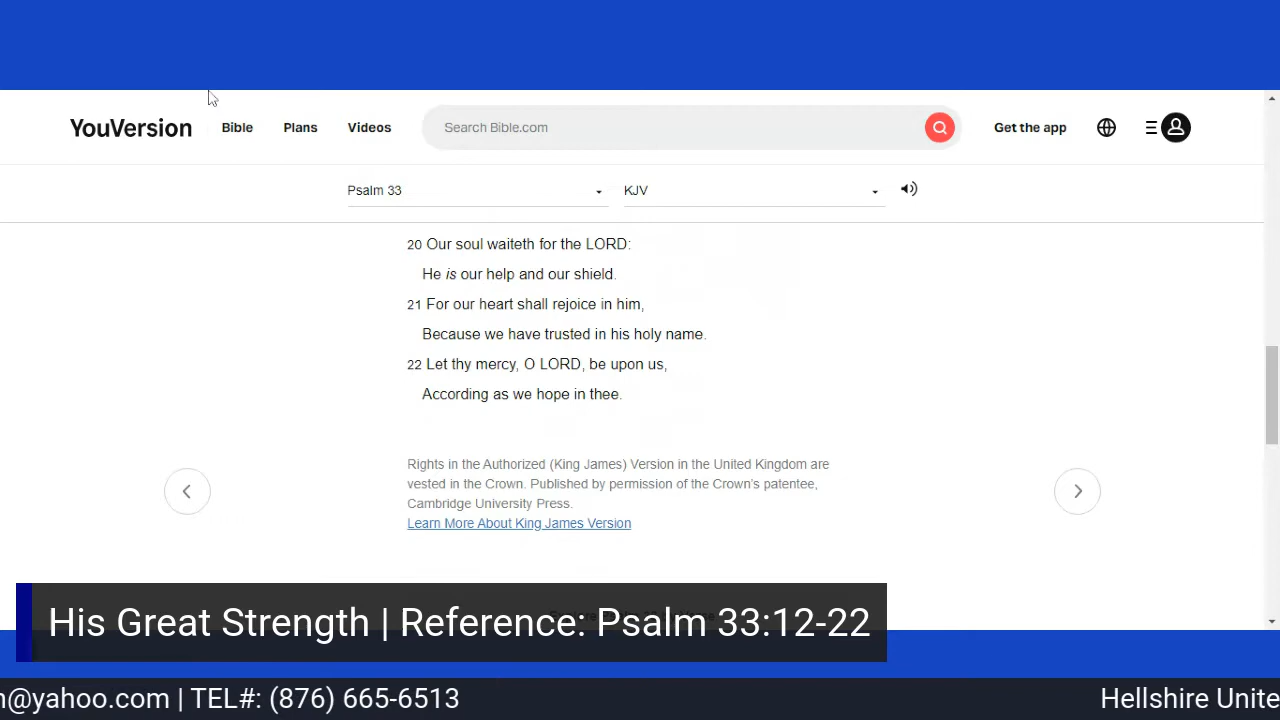 YouVersion Bible Plans Videos Search Bible.com Get the app
Psalm 33 KJV
20 Our soul waiteth for the LORD:
He is our help and our shield.
21 For our heart shall rejoice in him,
Because we have trusted in his holy name.
22 Let thy mercy, O LORD, be upon us,
According as we hope in thee.
Rights in the Authorized (King James) Version in the United Kingdom are
vested in the Crown. Published by permission of the Crown's patentee,
Cambridge University Press.
Learn More About King James Version
His Great Strength | Reference: Psalm 33:12-22
n@yahoo.com | TEL#: (876) 665-6513 Hellshire Unite